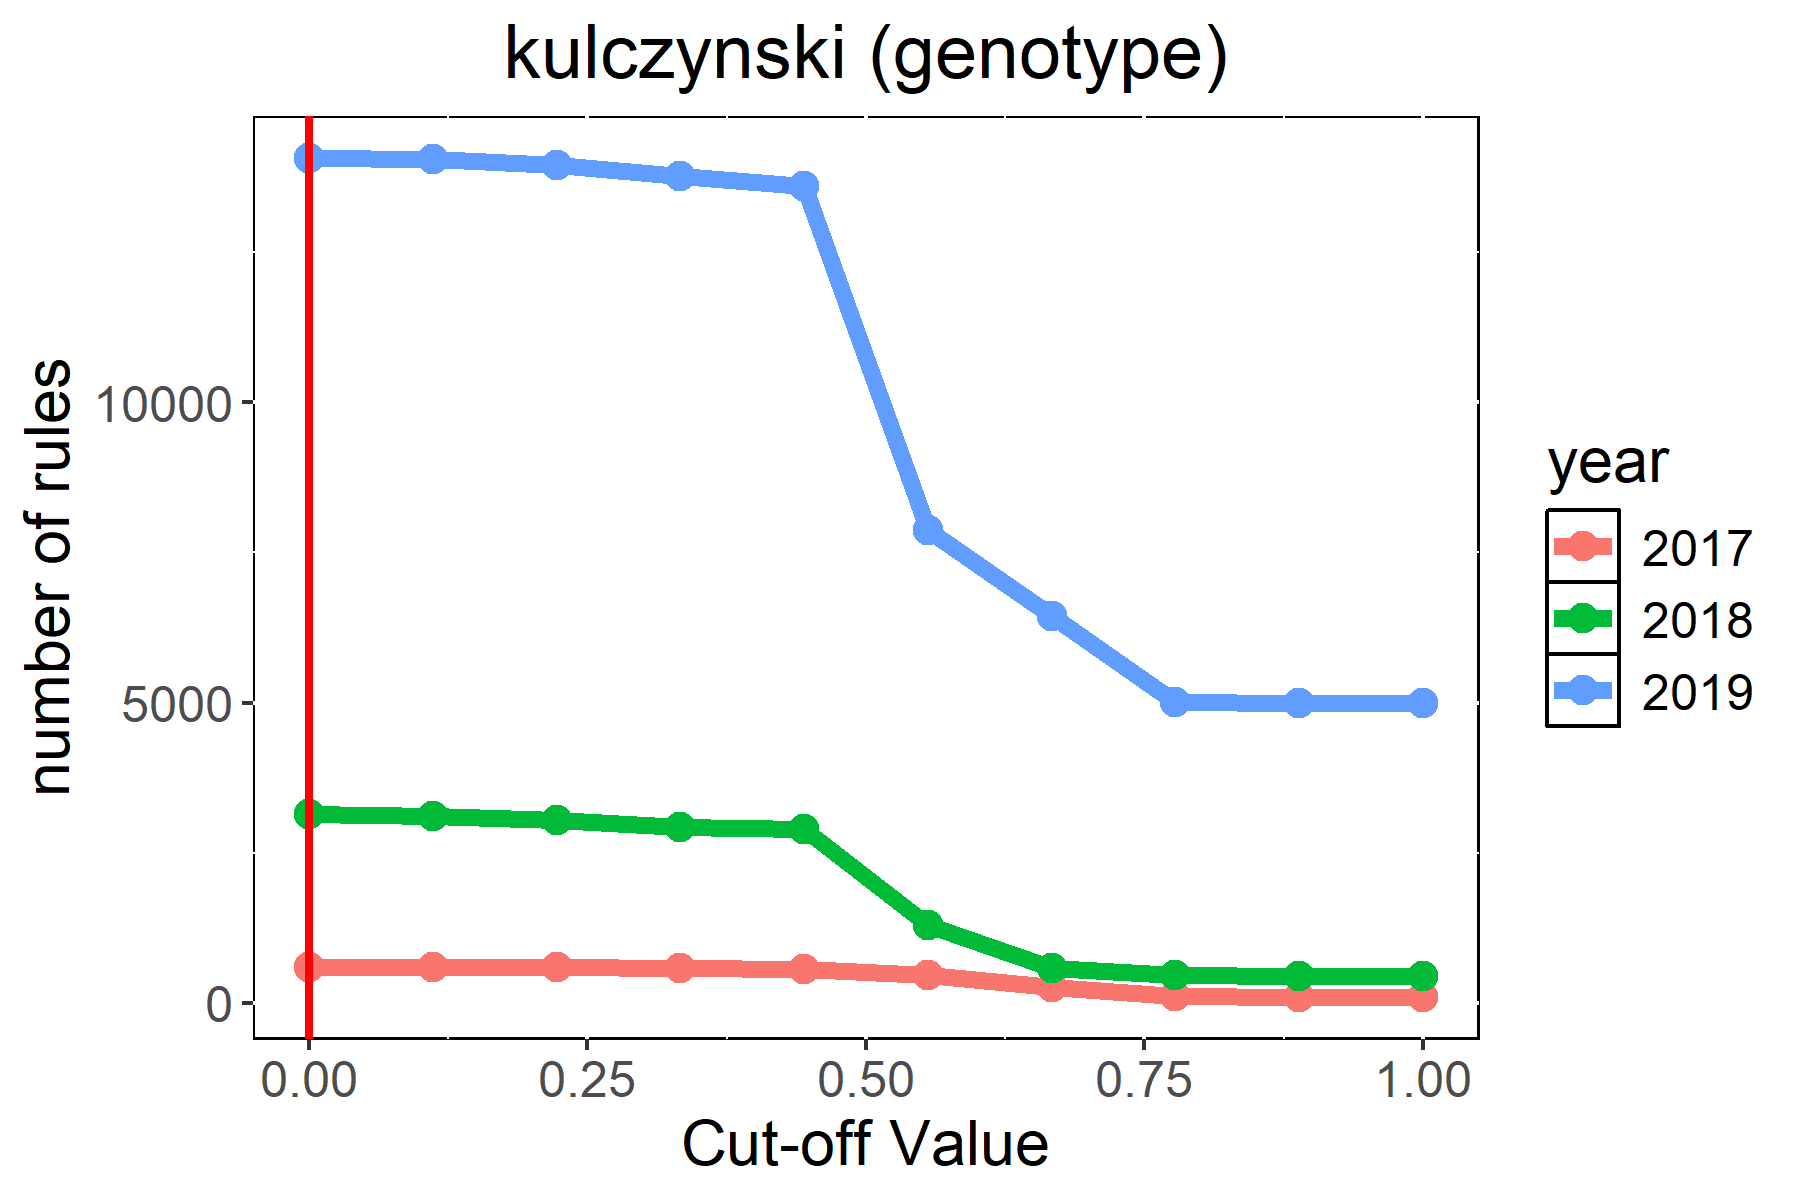 kulczynski (genotype)
number of rules
10000
5000
0
0.00 0.25 0.50 0.75 1.00
Cut-off Value
year
2017
2018
2019